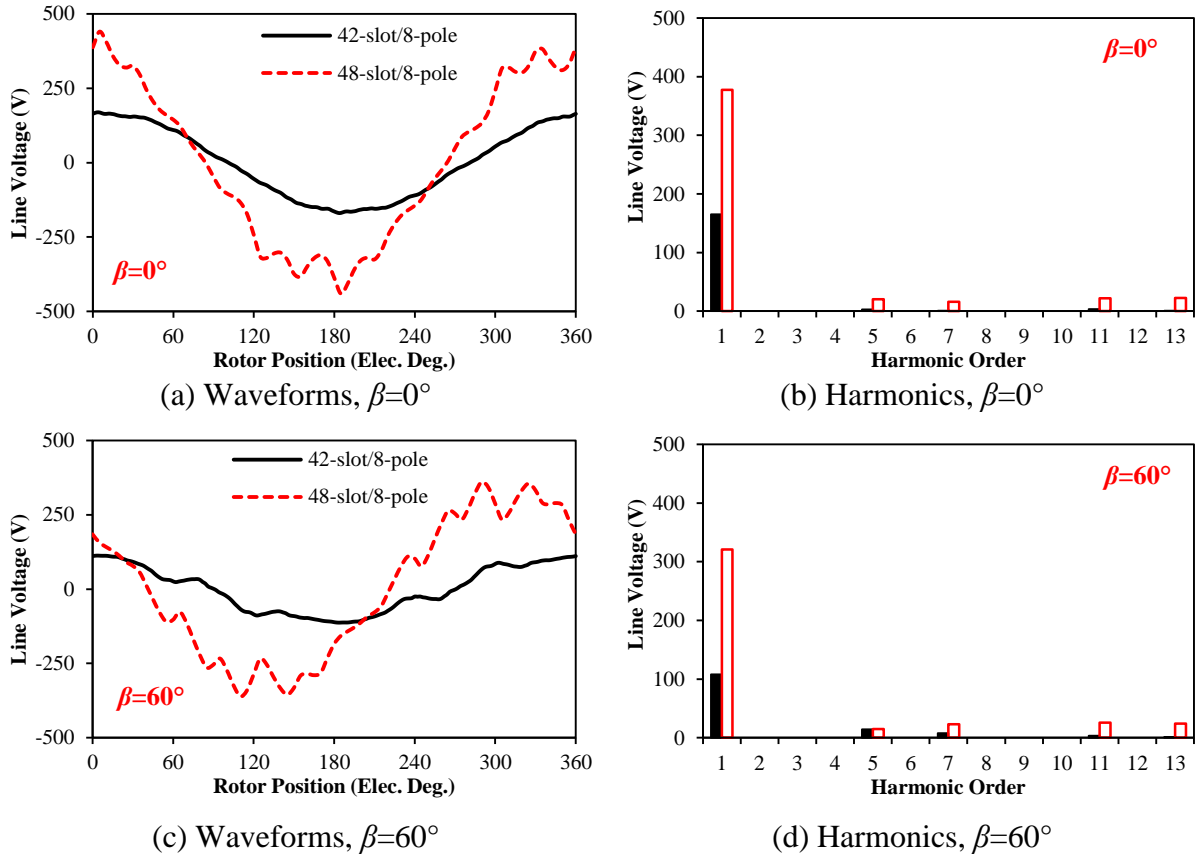 500
250
0
-250
-500
Line Voltage (V)
42-slot/8-pole
48-slot/8-pole
β=0°
0 60 120 180 240 300 360
Rotor Position (Elec. Deg.)
(a) Waveforms, β=0°
500
400
300
200
100
0
Line Voltage (V)
β=0°
1 2 3 4 5 6 7 8 9 10 11 12 13
Harmonic Order
(b) Harmonics, β=0°
500
250
0
-250
-500
Line Voltage (V)
42-slot/8-pole
48-slot/8-pole
β=60°
0 60 120 180 240 300 360
Rotor Position (Elec. Deg.)
(c) Waveforms, β=60°
500
400
300
200
100
0
Line Voltage (V)
β=60°
1 2 3 4 5 6 7 8 9 10 11 12 13
Harmonic Order
(d) Harmonics, β=60°